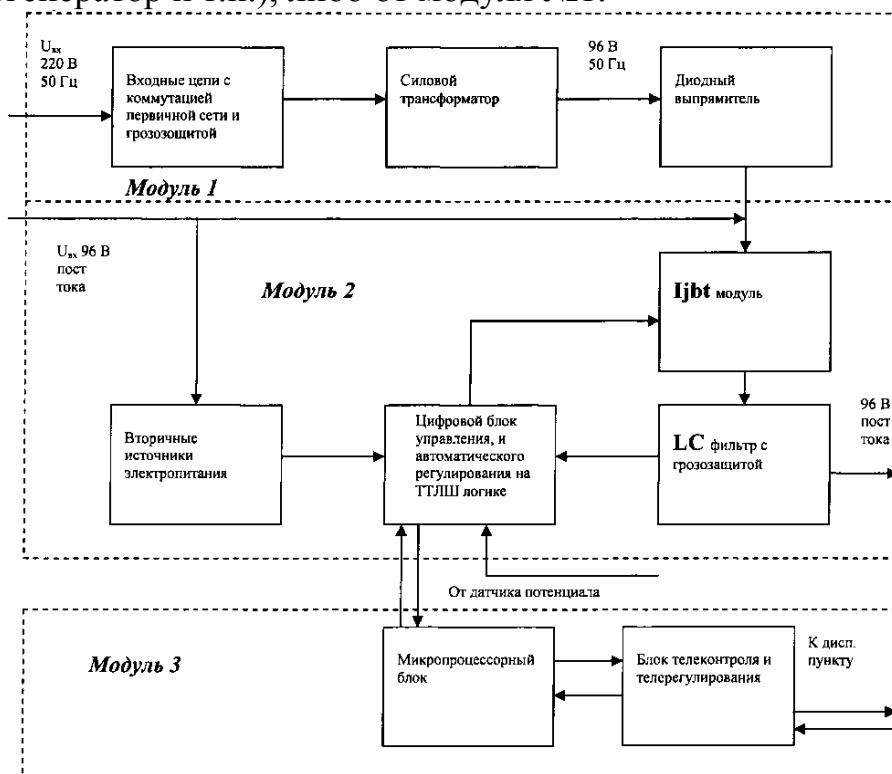 генератор и т.п.), либо от модуля №1.
Uвх
220 В
50 Гц
Входные цепи с
коммутацией
первичной сети и
грозозощитой
Силовой
трансформатор
96 В
50 Гц
Диодный
выпрямитель
Модуль 1
Uвх 96 В
пост
тока
Модуль 2
Ijbt модуль
Вторичные
источники
электропитания
Цифровой блок
управления, и
автоматического
регулирования на
ТТЛШ логике
LC фильтр с
грозозащитой
96 В
пост
тока
От датчика потенциала
Модуль 3
Микропроцессорный
блок
Блок телеконтроля и
телерегулирования
К дисп.
пункту